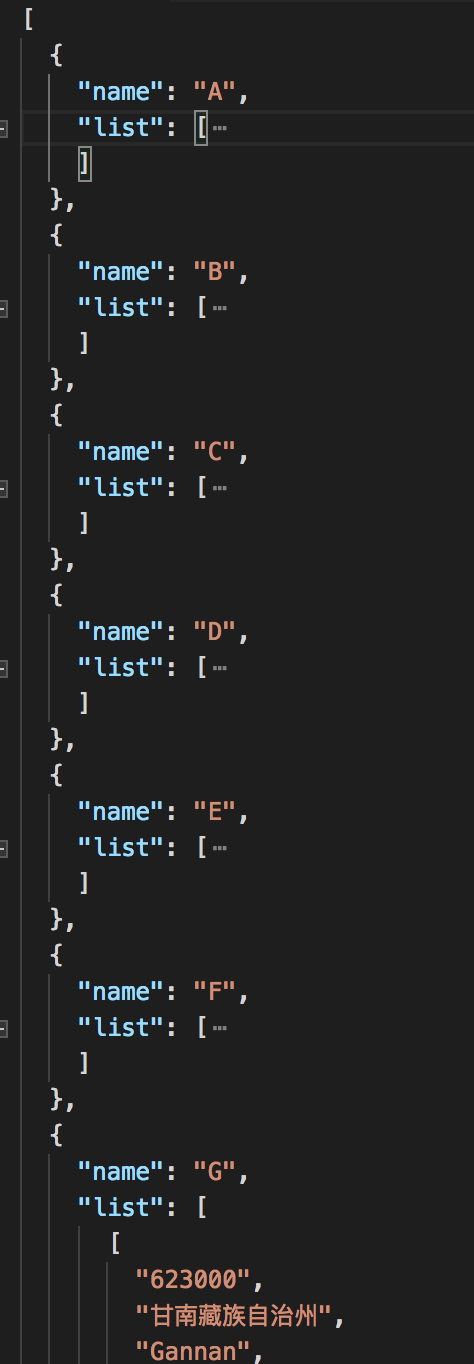 [
  {
    "name": "A",
    "list": [⋯
    ]
  },
  {
    "name": "B",
    "list": [⋯
    ]
  },
  {
    "name": "C",
    "list": [⋯
    ]
  },
  {
    "name": "D",
    "list": [⋯
    ]
  },
  {
    "name": "E",
    "list": [⋯
    ]
  },
  {
    "name": "F",
    "list": [⋯
    ]
  },
  {
    "name": "G",
    "list": [
      [
        "623000",
        "甘南藏族自治州",
        "Gannan",